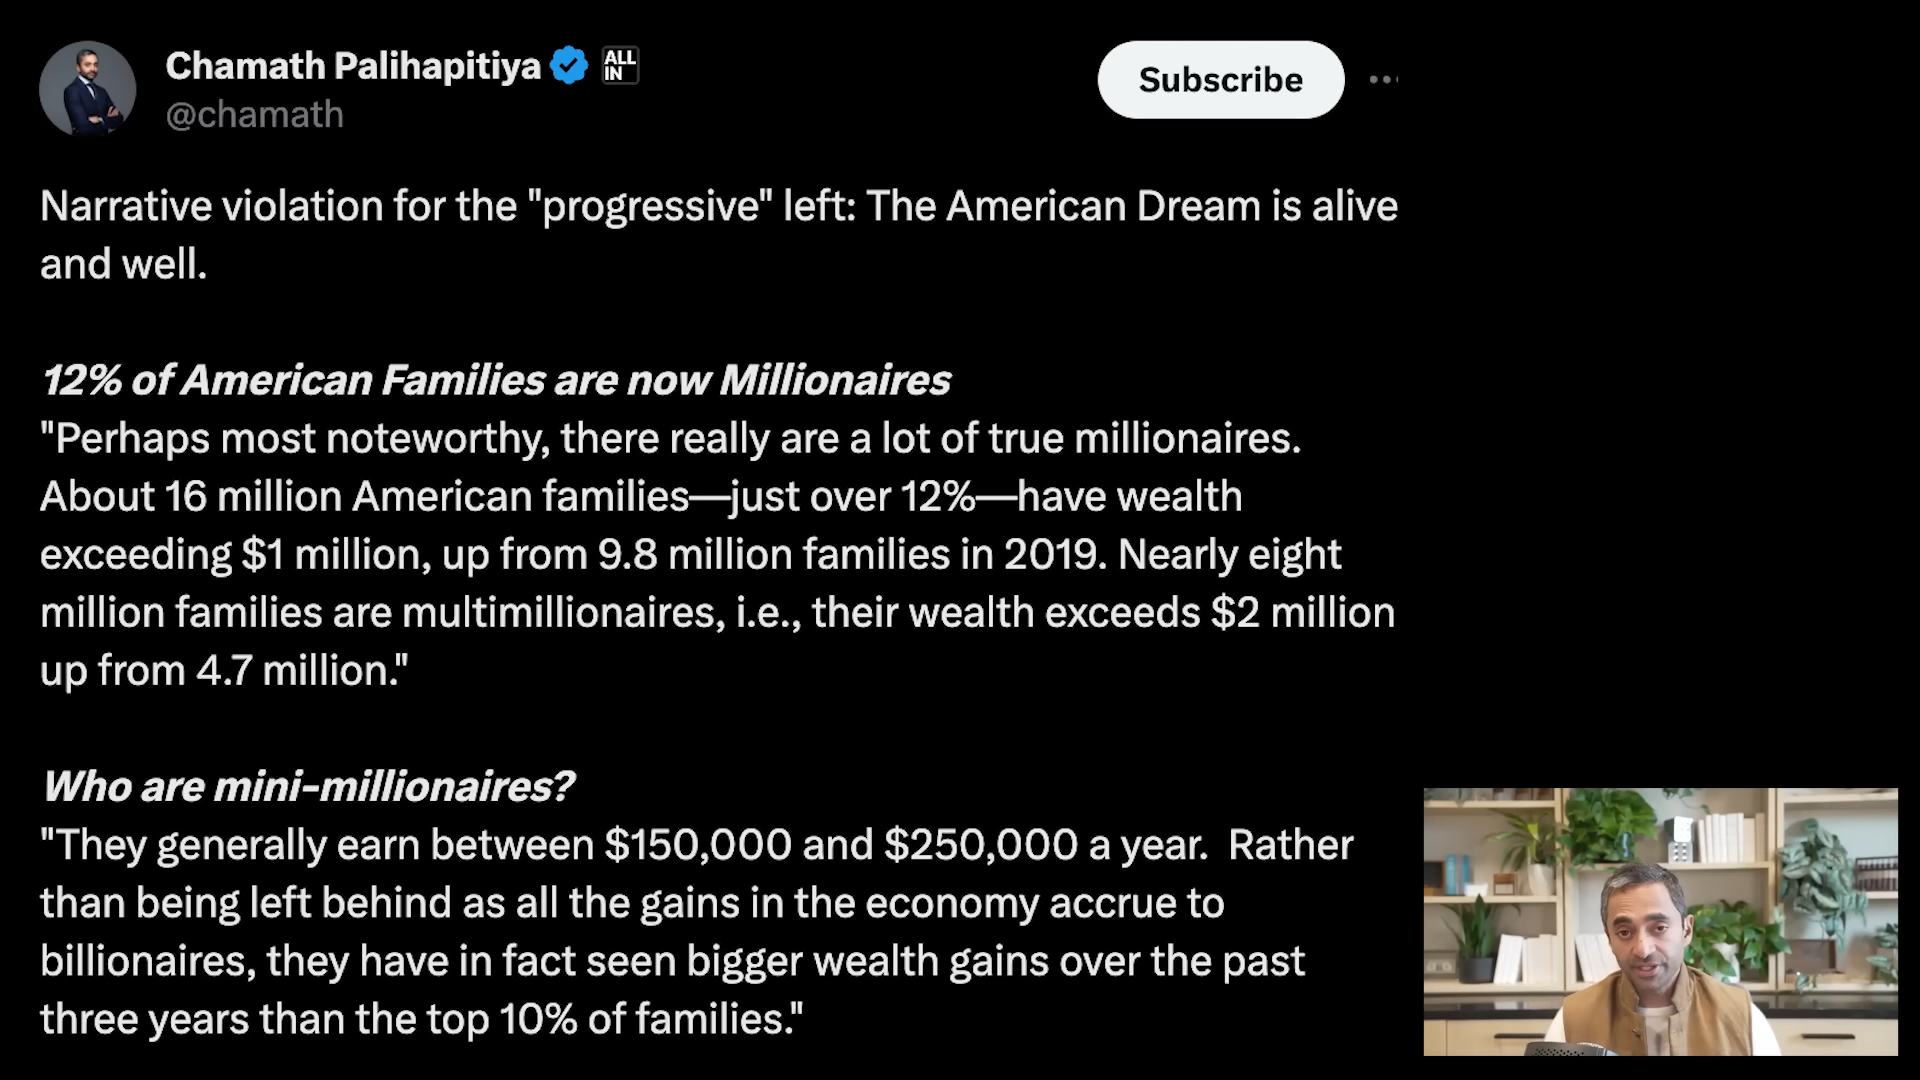 Chamath Palihapitiya ALL IN
@chamath
Subscribe
Narrative violation for the "progressive" left: The American Dream is alive
and well.
12% of American Families are now Millionaires
"Perhaps most noteworthy, there really are a lot of true millionaires.
About 16 million American families—just over 12%—have wealth
exceeding $1 million, up from 9.8 million families in 2019. Nearly eight
million families are multimillionaires, i.e., their wealth exceeds $2 million
up from 4.7 million."
Who are mini-millionaires?
"They generally earn between $150,000 and $250,000 a year.  Rather
than being left behind as all the gains in the economy accrue to
billionaires, they have in fact seen bigger wealth gains over the past
three years than the top 10% of families."